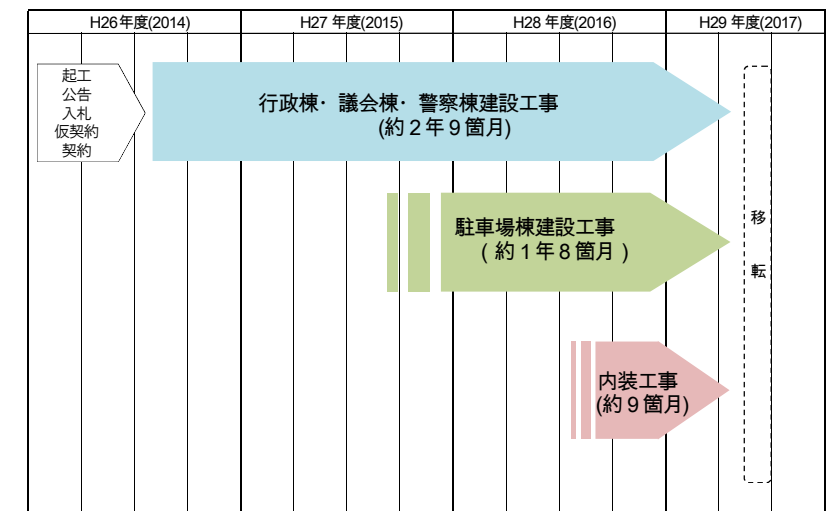 H26年度(2014)
H27 年度(2015)
H28 年度(2016)
H29 年度(2017)
起工
公告
入札
仮契約
契約
行政棟・議会棟・警察棟建設工事
(約２年９箇月)
駐車場棟建設工事
(約１年８箇月)
内装工事
(約９箇月)
移
転